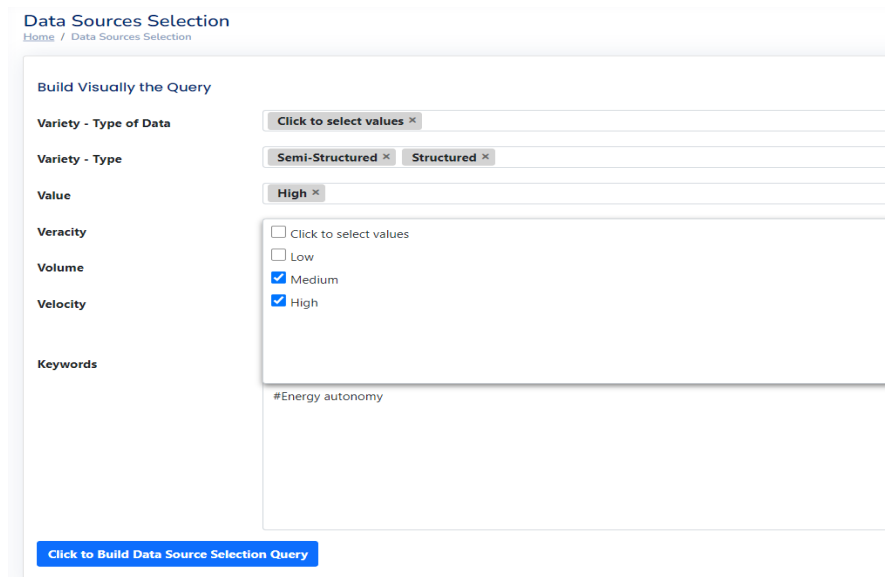 Data Sources Selection
Home / Data Sources Selection
Build Visually the Query
Variety - Type of Data Click to select values ×
Variety - Type Semi-Structured × Structured ×
Value High ×
Veracity Click to select values
Low
Volume
Medium
Velocity High
Keywords
#Energy autonomy
Click to Build Data Source Selection Query